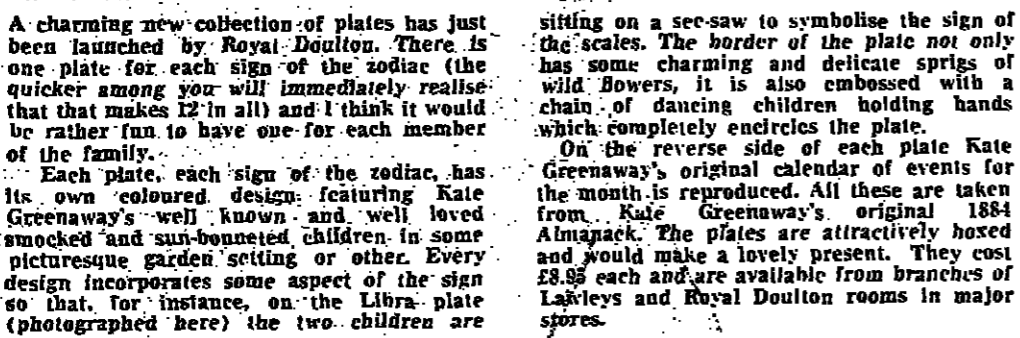 A charming new collection of plates has just
been launched by Royal Doulton. There is
one plate for each sign of the zodiac (the
quicker among you will immediately realise
that that makes 12 in all) and I think it would
be rather fun to have one for each member
of the family.
Each plate, each sign of the zodiac, has
its own coloured design featuring Kate
Greenaway's well known and well loved
smocked and sun-bonneted children in some
picturesque garden setting or other. Every
design incorporates some aspect of the sign
so that, for instance, on the Libra plate
(photographed here) the two children are
sitting on a see-saw to symbolise the sign of
the scales. The border of the plate not only
has some charming and delicate sprigs of
wild flowers, it is also embossed with a
chain of dancing children holding hands
which completely encircles the plate.
On the reverse side of each plate Kate
Greenaway's original calendar of events for
the month is reproduced. All these are taken
from Kate Greenaway's original 1884
Almanack. The plates are attractively boxed
and would make a lovely present. They cost
£8.95 each and are available from branches of
Lawleys and Royal Doulton rooms in major
stores.